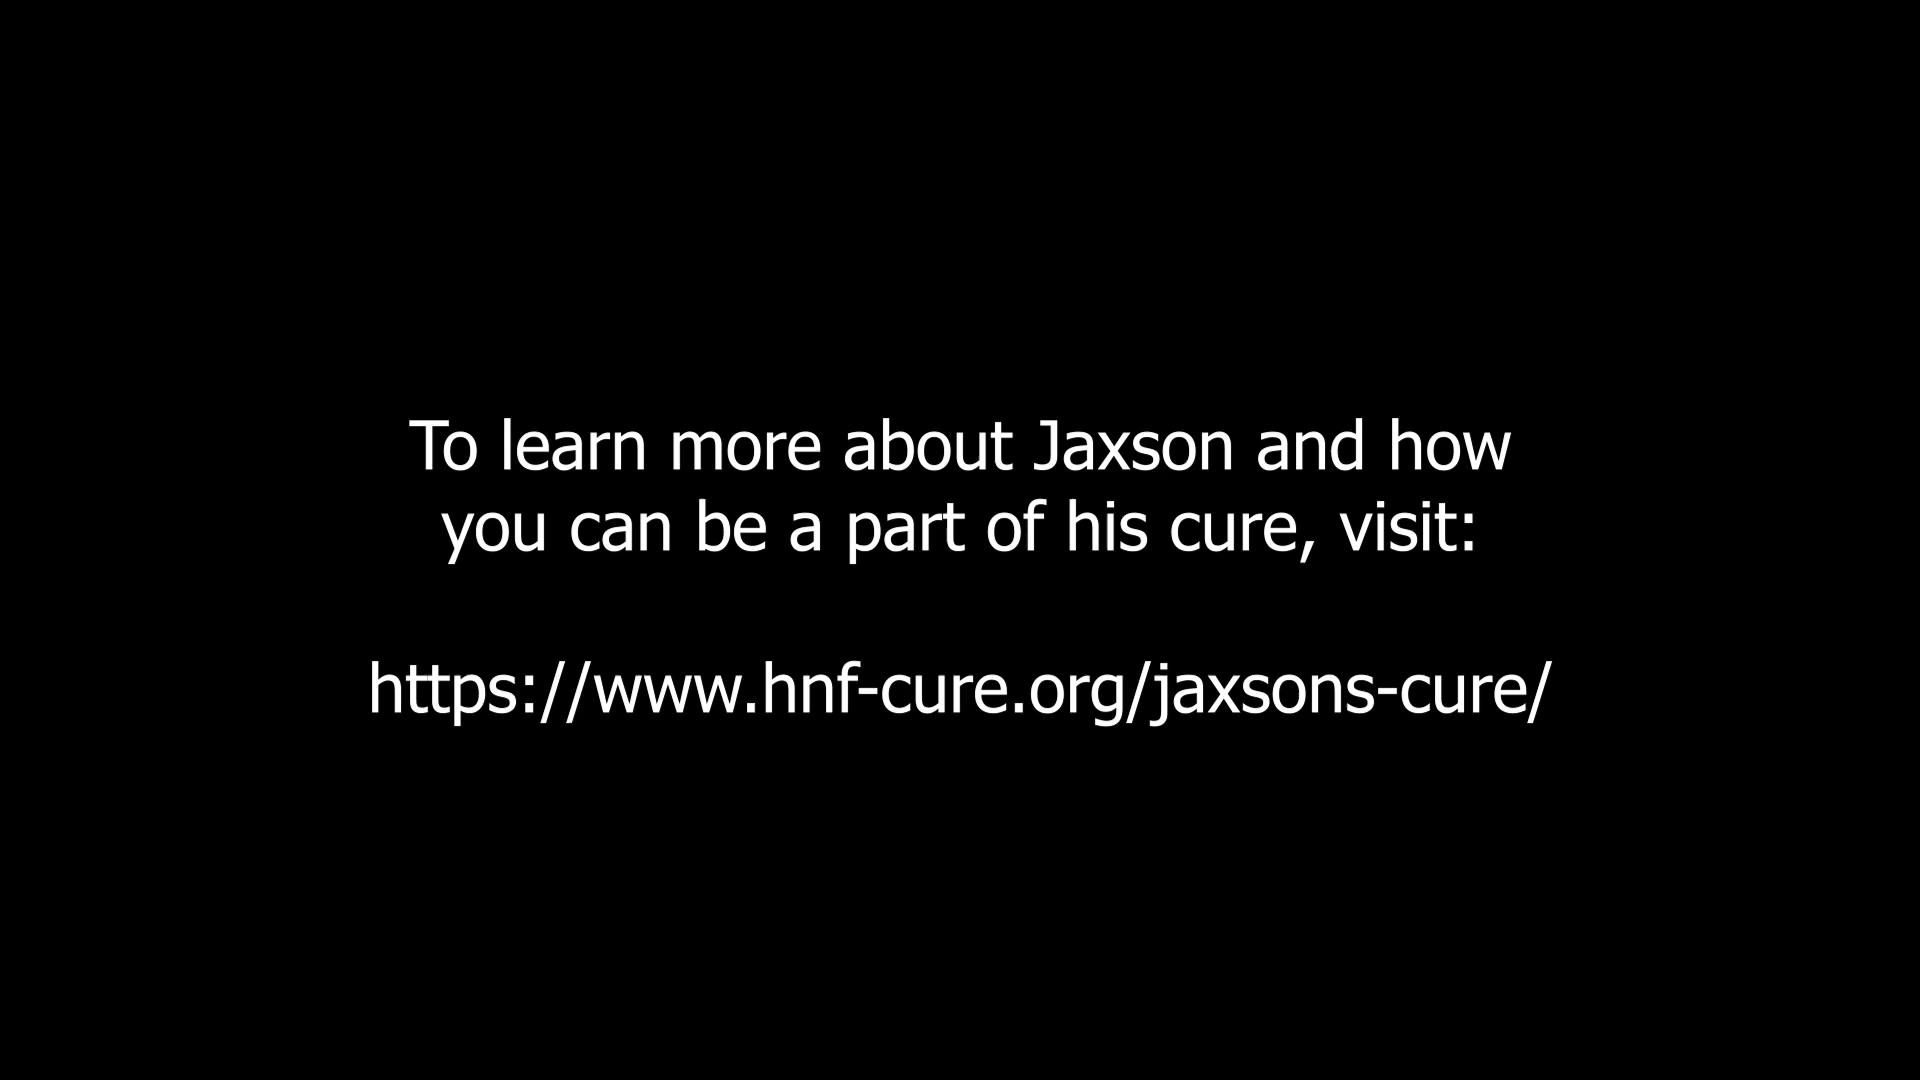 To learn more about Jaxson and how
you can be a part of his cure, visit:
https://www.hnf-cure.org/jaxsons-cure/